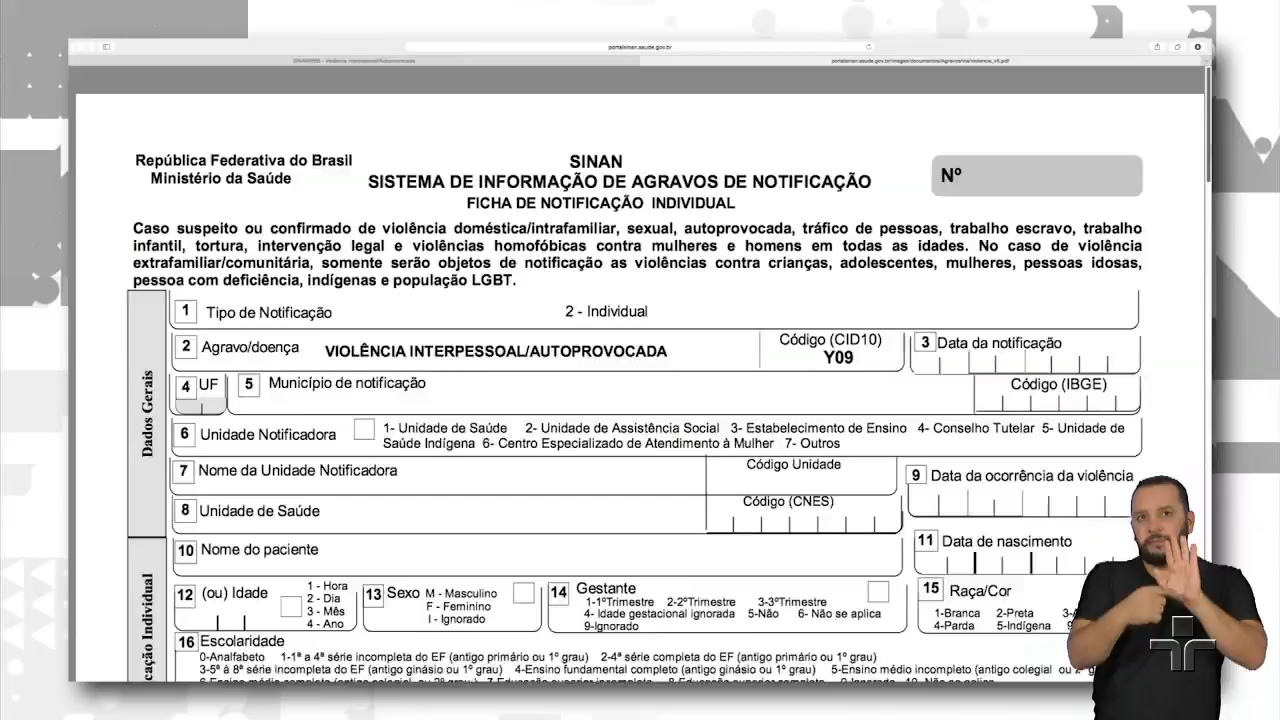 portalsinan.saude.gov.br
portalsinan.saude.gov.br/images/documentos/Agravos/via/violencia_v5.pdf
República Federativa do Brasil
Ministério da Saúde
SINAN
SISTEMA DE INFORMAÇÃO DE AGRAVOS DE NOTIFICAÇÃO
FICHA DE NOTIFICAÇÃO INDIVIDUAL
Nº
Caso suspeito ou confirmado de violência doméstica/intrafamiliar, sexual, autoprovocada, tráfico de pessoas, trabalho escravo, trabalho
infantil, tortura, intervenção legal e violências homofóbicas contra mulheres e homens em todas as idades. No caso de violência
extrafamiliar/comunitária, somente serão objetos de notificação as violências contra crianças, adolescentes, mulheres, pessoas idosas,
pessoa com deficiência, indígenas e população LGBT.
Dados Gerais
1 Tipo de Notificação 2 - Individual
2 Agravo/doença VIOLÊNCIA INTERPESSOAL/AUTOPROVOCADA
Código (CID10)
Y09
3 Data da notificação
4 UF
5 Município de notificação
Código (IBGE)
6 Unidade Notificadora
1- Unidade de Saúde 2- Unidade de Assistência Social 3- Estabelecimento de Ensino 4- Conselho Tutelar 5- Unidade de
Saúde Indígena 6- Centro Especializado de Atendimento à Mulher 7- Outros
7 Nome da Unidade Notificadora
Código Unidade
9 Data da ocorrência da violência
8 Unidade de Saúde
Código (CNES)
10 Nome do paciente
11 Data de nascimento
12 (ou) Idade
1 - Hora
2 - Dia
3 - Mês
4 - Ano
13 Sexo M - Masculino
F - Feminino
I - Ignorado
14 Gestante
1-1ºTrimestre 2-2ºTrimestre 3-3ºTrimestre
4- Idade gestacional ignorada 5-Não 6- Não se aplica
9-Ignorado
15 Raça/Cor
1-Branca 2-Preta
4-Parda 5-Indígena
16 Escolaridade
0-Analfabeto 1-1ª a 4ª série incompleta do EF (antigo primário ou 1º grau) 2-4ª série completa do EF (antigo primário ou 1º grau)
3-5ª à 8ª série incompleta do EF (antigo ginásio ou 1º grau) 4-Ensino fundamental completo (antigo ginásio ou 1º grau) 5-Ensino médio incompleto (antigo colegial